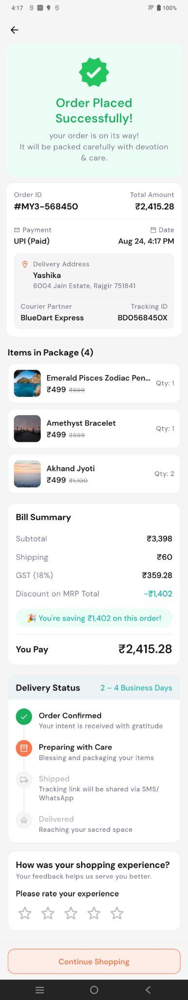 4:17
100%
Order Placed
Successfully!
your order is on its way!
It will be packed carefully with devotion
& care.
Order ID
Total Amount
#MY3-568450
₹2,415.28
Payment
Date
UPI (Paid)
Aug 24, 4:17 PM
Delivery Address
Yashika
6004 Jain Estate, Rajgir 751841
Courier Partner
Tracking ID
BlueDart Express
BD0568450X
Items in Package (4)
Emerald Pisces Zodiac Pen...
₹499 ₹599
Qty: 1
Amethyst Bracelet
₹499 ₹599
Qty: 1
Akhand Jyoti
₹499 ₹1,100
Qty: 2
Bill Summary
Subtotal
₹3,398
Shipping
₹60
GST (18%)
₹359.28
Discount on MRP Total
-₹1,402
🎉 You're saving ₹1,402 on this order!
You Pay
₹2,415.28
Delivery Status
2 – 4 Business Days
Order Confirmed
Your intent is received with gratitude
Preparing with Care
Blessing and packaging your items
Shipped
Tracking link will be shared via SMS/
WhatsApp
Delivered
Reaching your sacred space
How was your shopping experience?
Your feedback helps us serve you better.
Please rate your experience
Continue Shopping